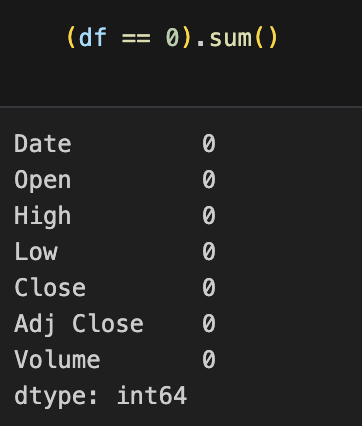 (df == 0).sum()
Date 0
Open 0
High 0
Low 0
Close 0
Adj Close 0
Volume 0
dtype: int64